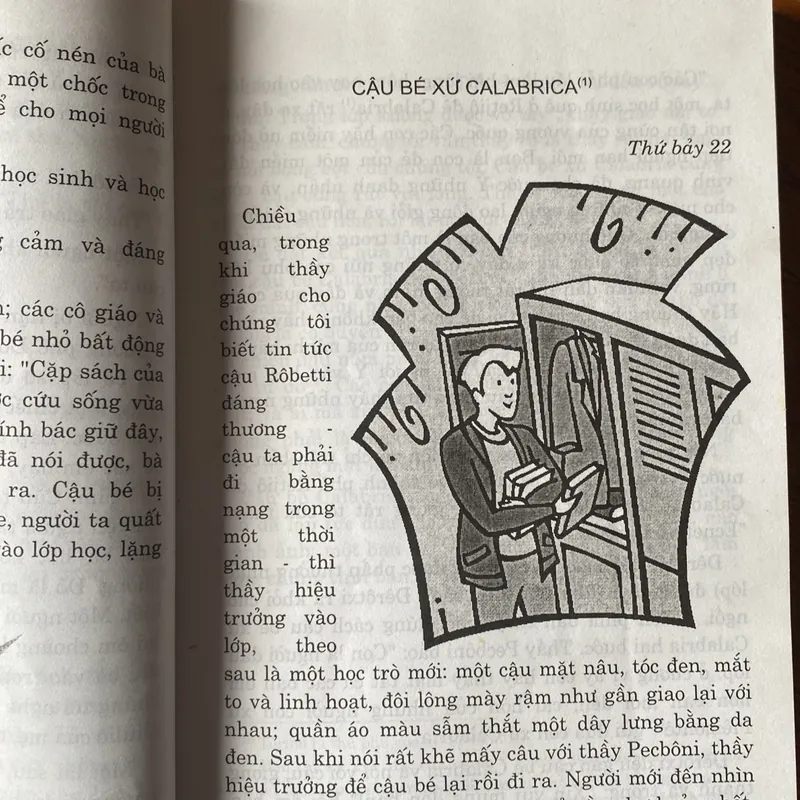 ấc cố nén của bà
một chốc trong
ể cho mọi người
học sinh và học
cảm và đáng
n; các cô giáo và
bé nhỏ bất động
i: "Cặp sách của
ợc cứu sống vừa
ính bác giữ đây,
đã nói được, bà
ra. Cậu bé bị
e, người ta quất
vào lớp học, lặng
CẬU BÉ XỨ CALABRICA(1)
Thứ bảy 22
Chiều
qua, trong
khi thầy
giáo cho
chúng tôi
biết tin tức
cậu Rôbetti
đáng
thương -
cậu ta phải
đi bằng
nạng trong
một thời
gian - thì
thầy hiệu
trưởng vào
lớp, theo
sau là một học trò mới: một cậu mặt nâu, tóc đen, mắt
to và linh hoạt, đôi lông mày rậm như gần giao lại với
nhau; quần áo màu sẫm thắt một dây lưng bằng da
đen. Sau khi nói rất khẽ mấy câu với thầy Pecbôni, thầy
hiệu trưởng để cậu bé lại rồi đi ra. Người mới đến nhìn